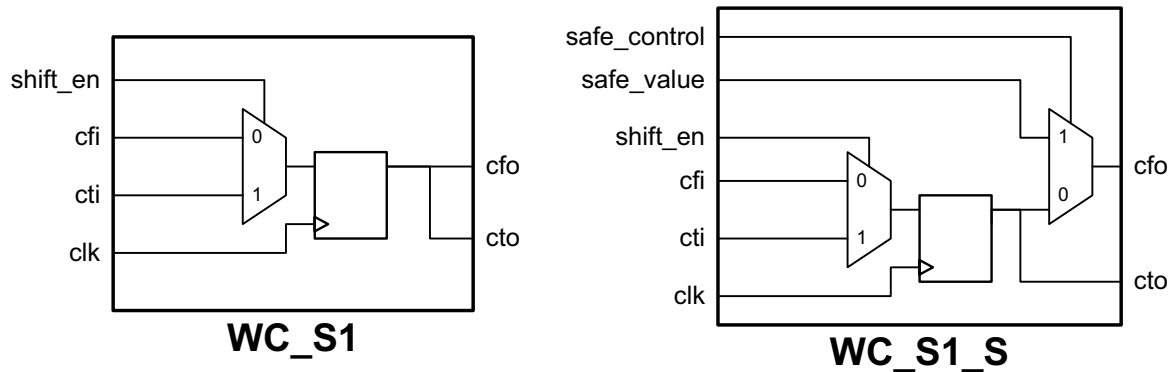 shift_en
cfi
cti
clk
0
1
cfo
cto
WC_S1
safe_control
safe_value
shift_en
cfi
cti
clk
0
1
1
0
cfo
cto
WC_S1_S